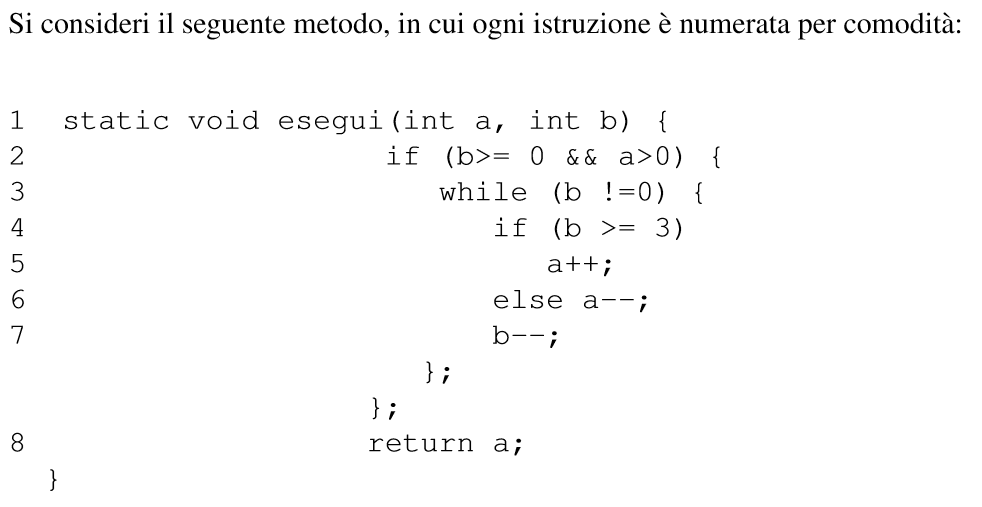 Si consideri il seguente metodo, in cui ogni istruzione è numerata per comodità:
1 static void esegui(int a, int b) {
2 if (b>= 0 && a>0) {
3 while (b !=0) {
4 if (b >= 3)
5 a++;
6 else a--;
7 b--;
};
};
8 return a;
}